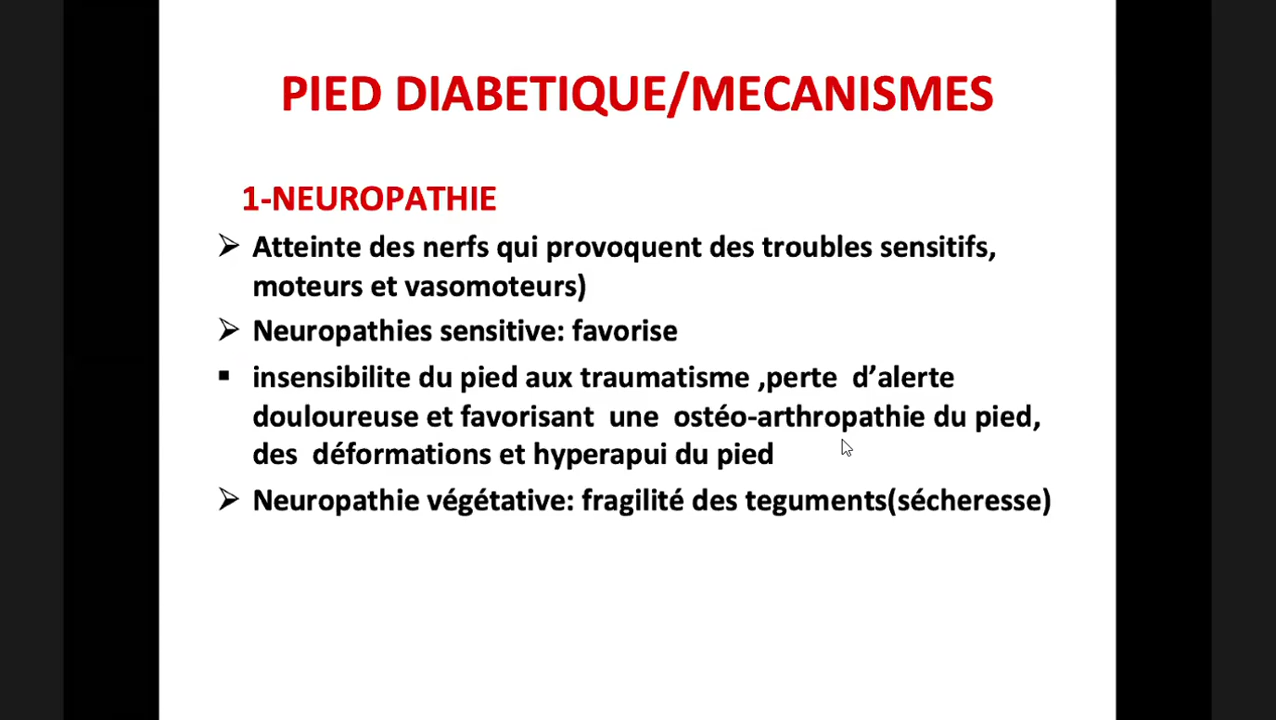 PIED DIABETIQUE/MECANISMES
1-NEUROPATHIE
Atteinte des nerfs qui provoquent des troubles sensitifs,
moteurs et vasomoteurs)
Neuropathies sensitive: favorise
insensibilite du pied aux traumatisme ,perte d’alerte
douloureuse et favorisant une ostéo-arthropathie du pied,
des déformations et hyperapui du pied
Neuropathie végétative: fragilité des teguments(sécheresse)